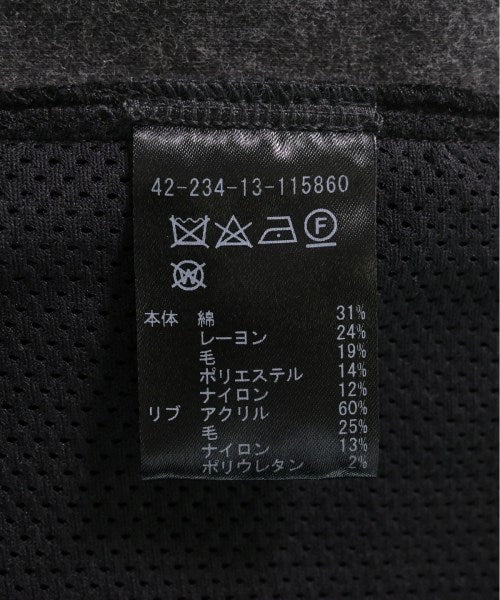 42-234-13-115860
F
W
本体 綿 31%
レーヨン 24%
毛 19%
ポリエステル 14%
ナイロン 12%
リブ アクリル 60%
毛 25%
ナイロン 13%
ポリウレタン 2%